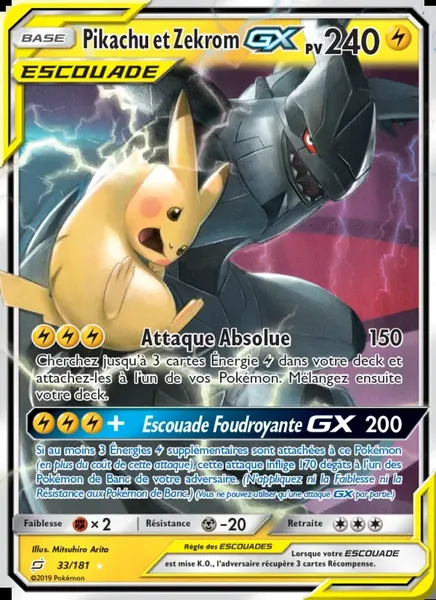 BASE Pikachu et Zekrom GX PV 240
ESCOUADE
Attaque Absolue 150
Cherchez jusqu'à 3 cartes Énergie dans votre deck et
attachez-les à l'un de vos Pokémon. Mélangez ensuite
votre deck.
+ Escouade Foudroyante GX 200
Si au moins 3 Énergies supplémentaires sont attachées à ce Pokémon
(en plus du coût de cette attaque), cette attaque inflige 170 dégâts à l'un des
Pokémon de Banc de votre adversaire. (N'appliquez ni la Faiblesse ni la
Résistance aux Pokémon de Banc.) (Vous ne pouvez utiliser qu'une attaque GX par partie.)
Faiblesse × 2 Résistance -20 Retraite
Illus. Mitsuhiro Arita
33/181
©2019 Pokémon
Règle des ESCOUADES
Lorsque votre ESCOUADE
est mise K.O., l'adversaire récupère 3 cartes Récompense.